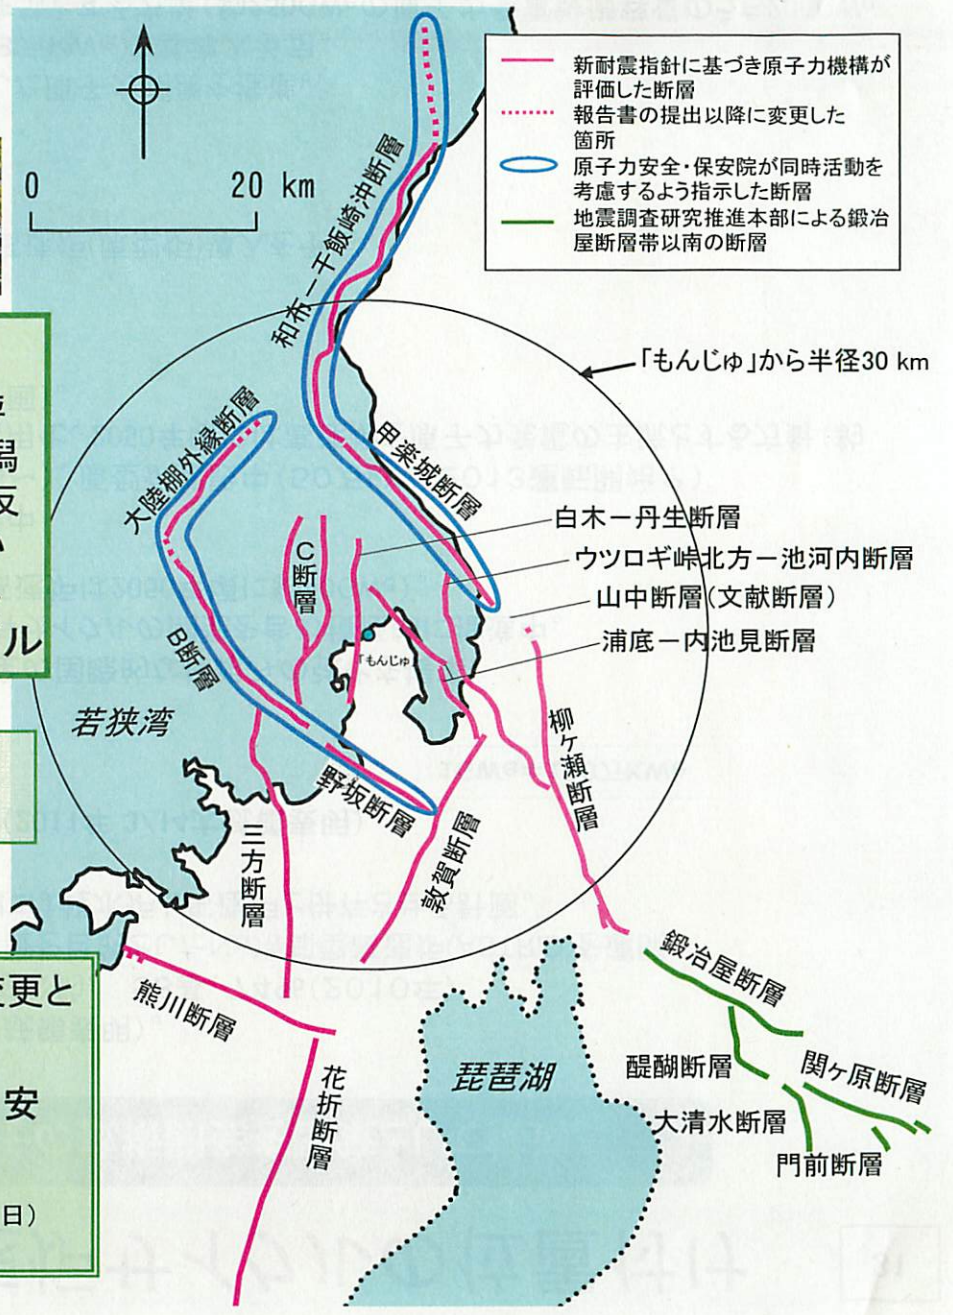 新耐震指針に基づき原子力機構が
評価した断層
報告書の提出以降に変更した
箇所
原子力安全・保安院が同時活動を
考慮するよう指示した断層
地震調査研究推進本部による鍛冶
屋断層帯以南の断層
0 20 km
和布－干飯崎沖断層
「もんじゅ」から半径30 km
大陸棚外縁断層
甲楽城断層
白木－丹生断層
C断層
ウツロギ峠北方－池河内断層
山中断層(文献断層)
浦底－内池見断層
B断層
「もんじゅ」
若狭湾
柳ヶ瀬断層
野坂断層
三方断層
敦賀断層
鍛冶屋断層
熊川断層
琵琶湖
醍醐断層
関ヶ原断層
花折断層
大清水断層
門前断層
反
ル
変更と
安
日)